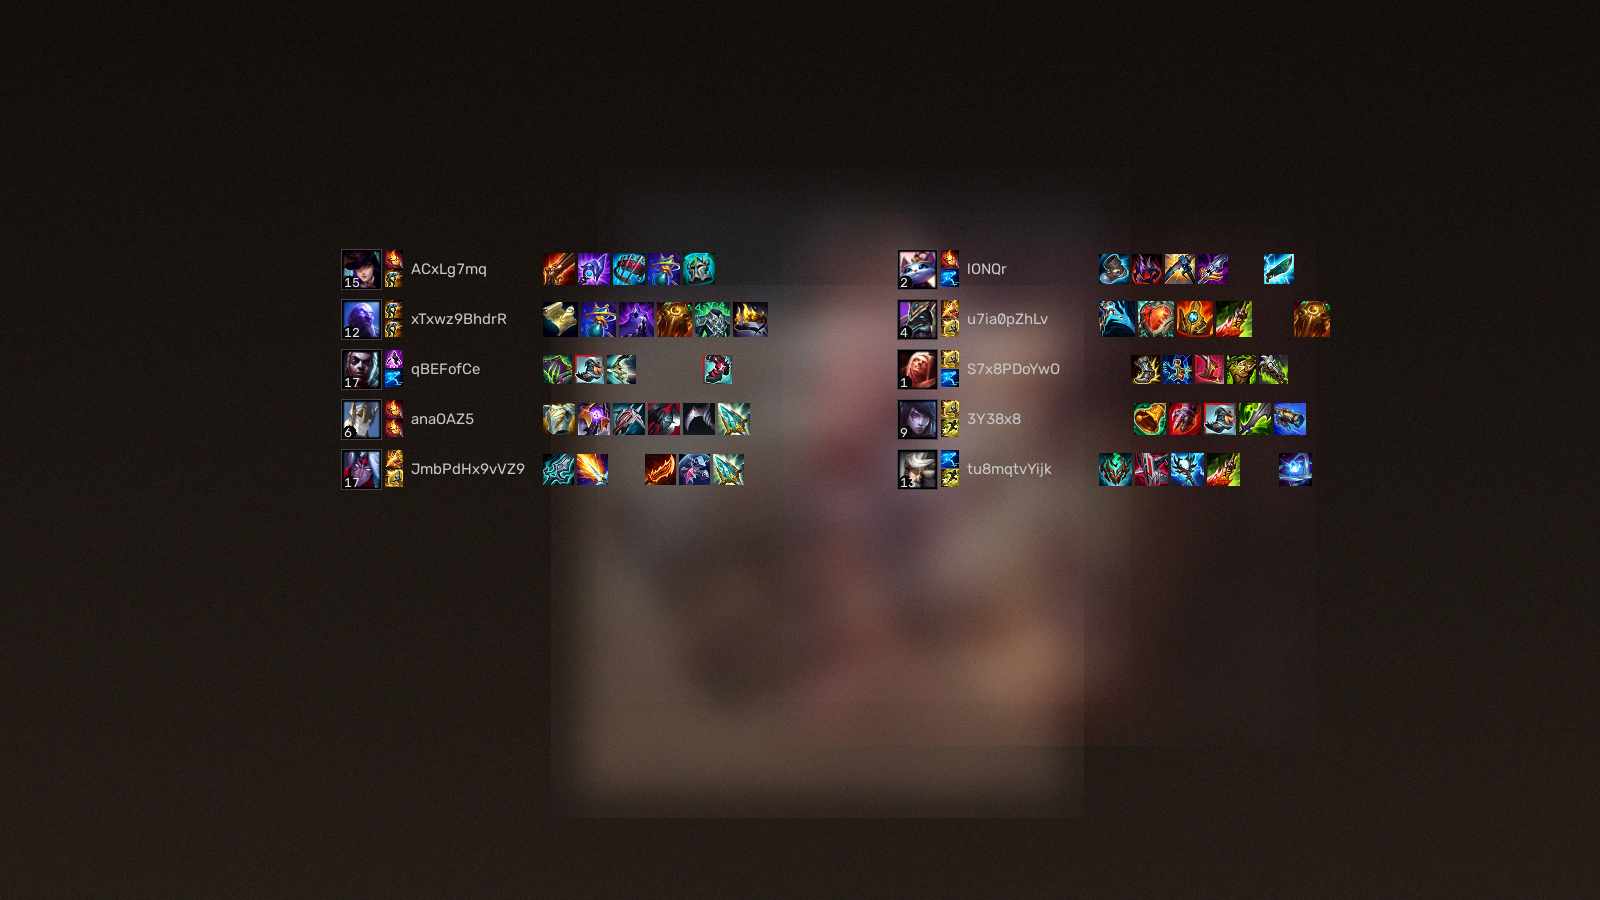 15 ACxLg7mq
12 xTxwz9BhdrR
17 qBEFofCe
6 anaOAZ5
17 JmbPdHx9vVZ9
2 IONQr
4 u7ia0pZhLv
1 S7x8PDoYwO
9 3Y38x8
13 tu8mqtvYijk